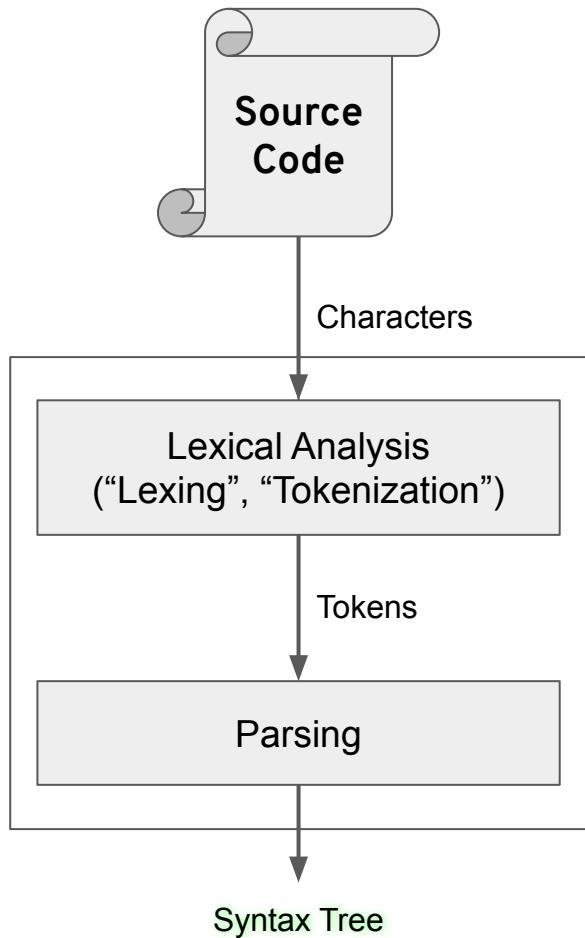 Source
Code
Characters
Lexical Analysis
(“Lexing”, “Tokenization”)
Tokens
Parsing
Syntax Tree